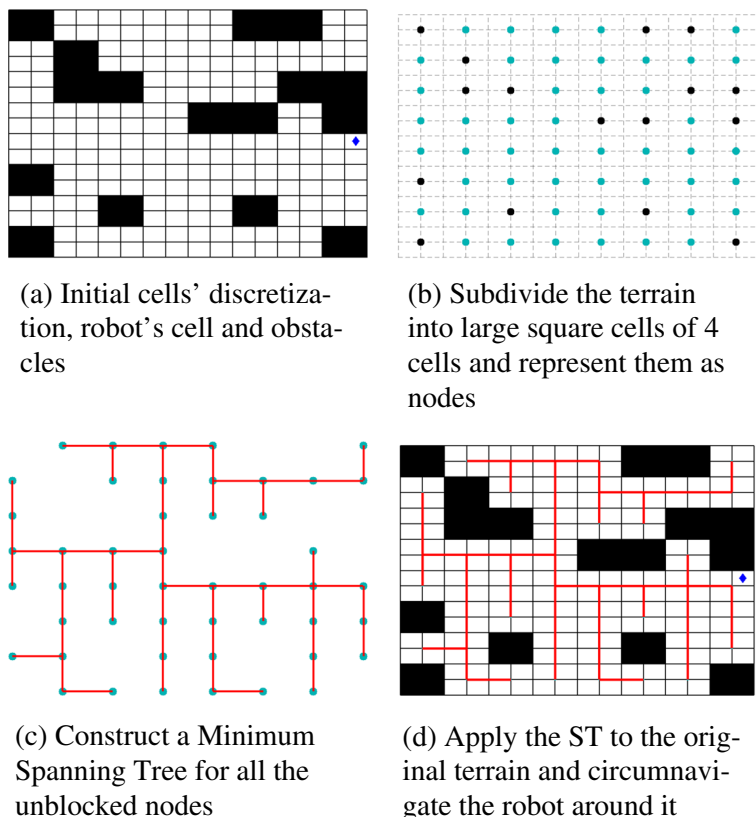 (a) Initial cells' discretiza-
tion, robot's cell and obsta-
cles
(b) Subdivide the terrain
into large square cells of 4
cells and represent them as
nodes
(c) Construct a Minimum
Spanning Tree for all the
unblocked nodes
(d) Apply the ST to the orig-
inal terrain and circumnavi-
gate the robot around it